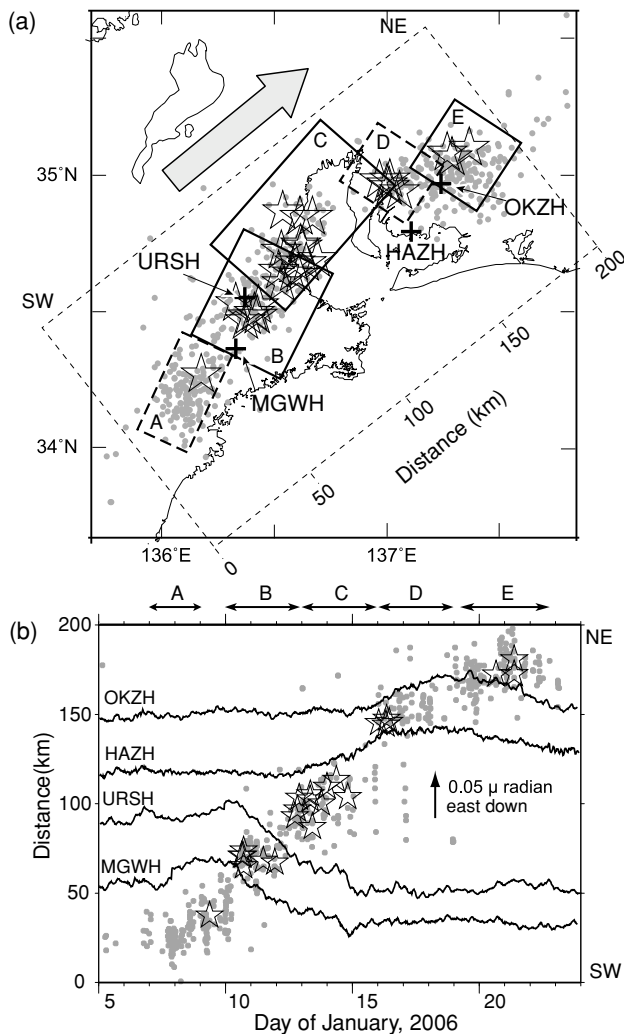 (a)
NE
E
D
C
35°N
OKZH
HAZH
URSH
200
SW
150
B
MGWH
100
Distance (km)
A
34°N
50
0
136°E
137°E
A B C D E
(b)
200
NE
OKZH
150
HAZH
Distance(km)
100
0.05 μ radian
east down
URSH
MGWH
50
0
SW
5 10 15 20
Day of January, 2006